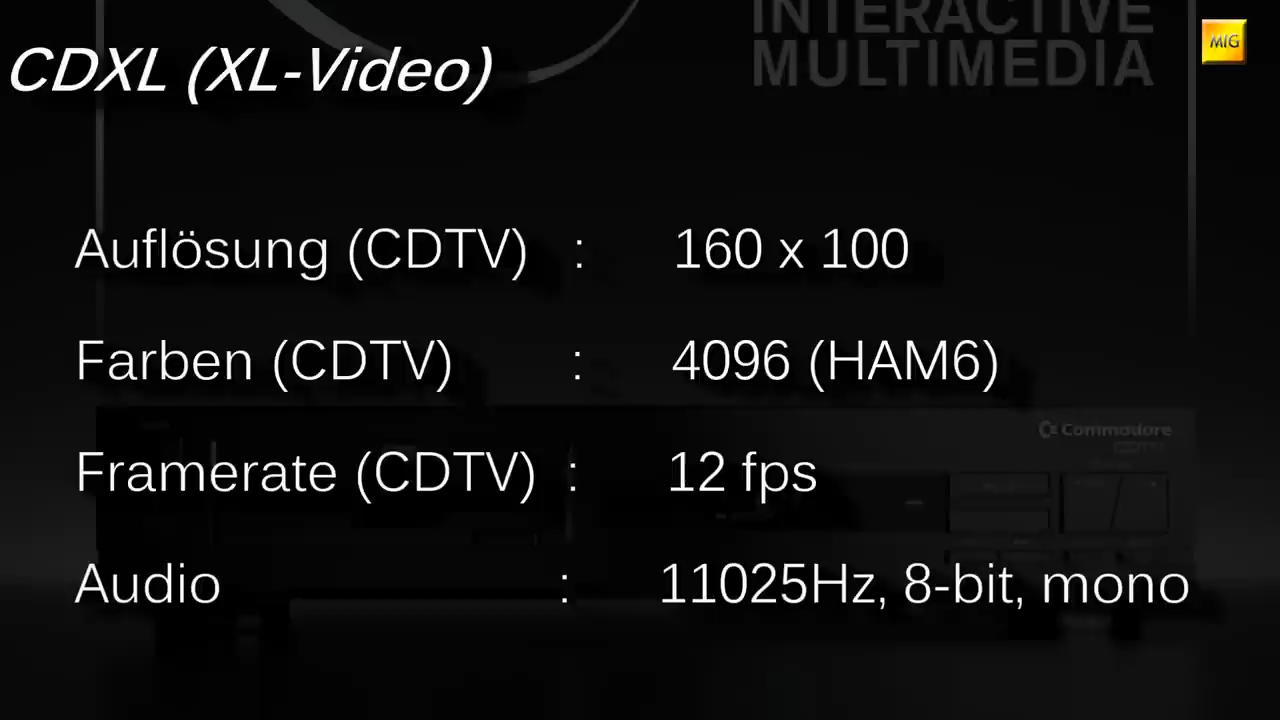 INTERACTIVE
MULTIMEDIA
MIG
CDXL (XL-Video)
Auflösung (CDTV) : 160 x 100
Farben (CDTV) : 4096 (HAM6)
Commodore
Framerate (CDTV) : 12 fps
Audio : 11025Hz, 8-bit, mono